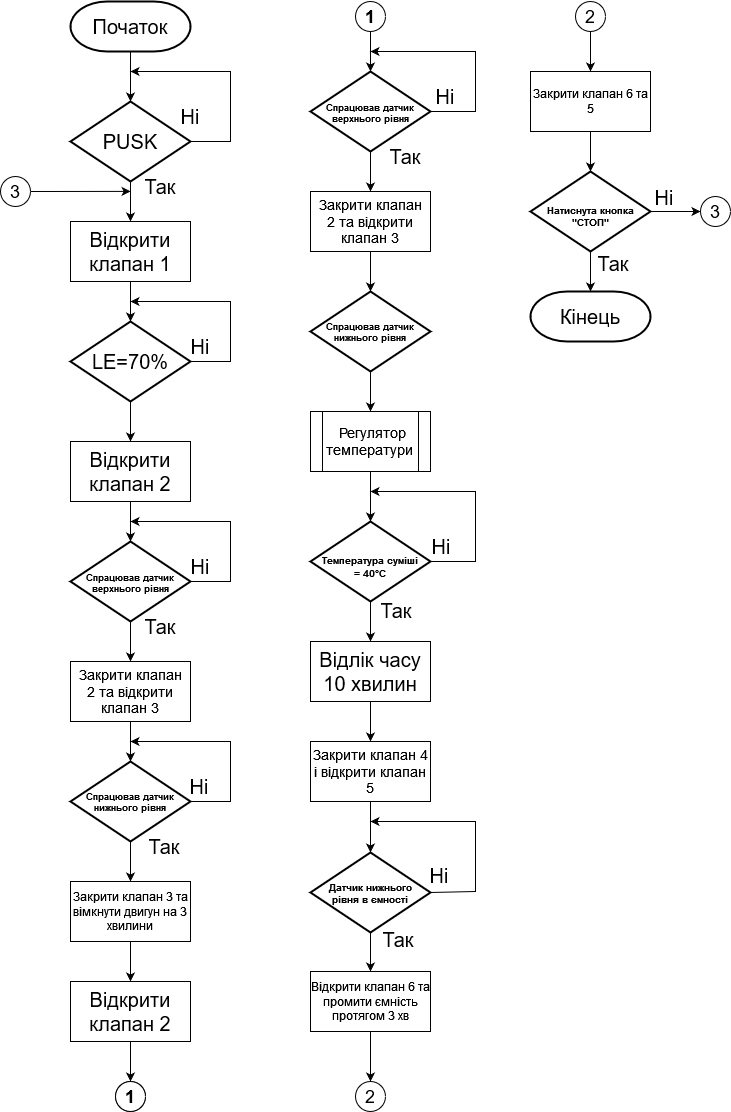 Початок
Ні
PUSK
Так
3
Відкрити
клапан 1
Ні
LE=70%
Відкрити
клапан 2
Ні
Спрацював датчик
верхнього рівня
Так
Закрити клапан
2 та відкрити
клапан 3
Ні
Спрацював датчик
нижнього рівня
Так
Закрити клапан 3 та
вімкнути двигун на 3
хвилини
Відкрити
клапан 2
1
1
Спрацював датчик
верхнього рівня
Ні
Так
Закрити клапан
2 та відкрити
клапан 3
Спрацював датчик
нижнього рівня
Регулятор
температури
Температура суміші
= 40°C
Ні
Так
Відлік часу
10 хвилин
Закрити клапан 4
і відкрити клапан
5
Ні
Датчик нижнього
рівня в ємності
Так
Відкрити клапан 6 та
промити ємність
протягом 3 хв
2
2
Закрити клапан 6 та
5
Ні
Натиснута кнопка
"СТОП"
3
Так
Кінець